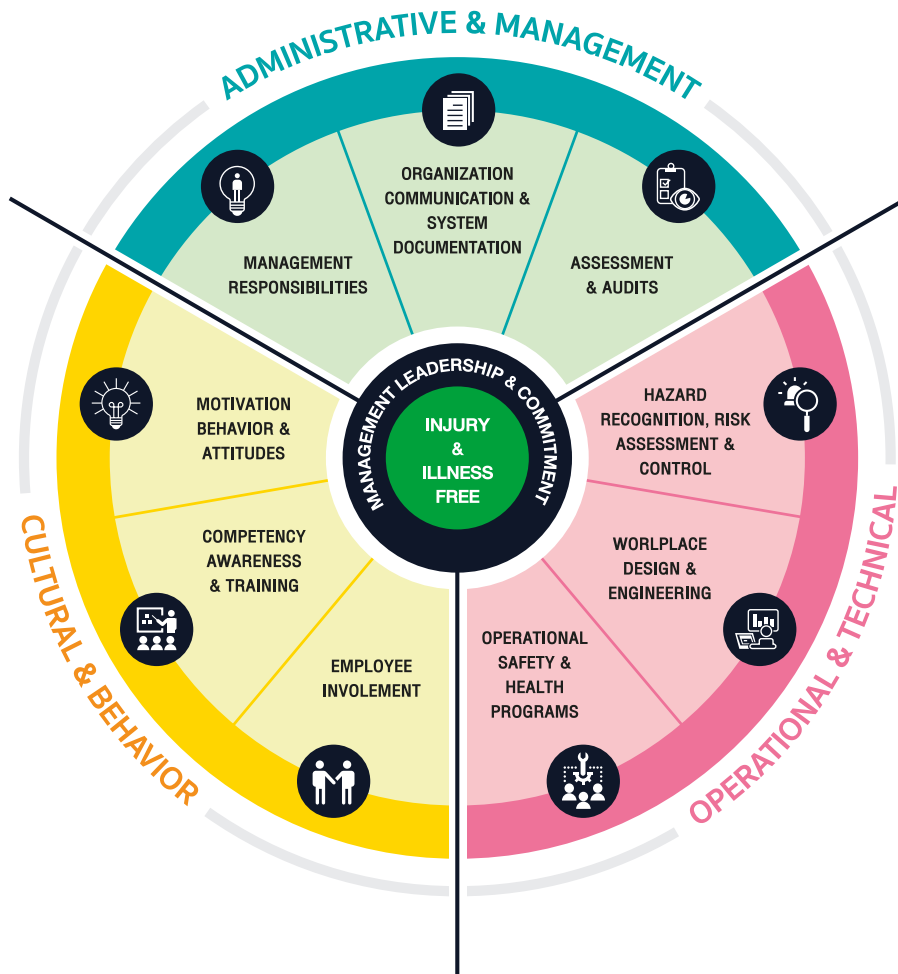 ADMINISTRATIVE & MANAGEMENT
MANAGEMENT
RESPONSIBILITIES
ORGANIZATION
COMMUNICATION &
SYSTEM
DOCUMENTATION
ASSESSMENT
& AUDITS
HAZARD
RECOGNITION, RISK
ASSESSMENT &
CONTROL
WORLPLACE
DESIGN &
ENGINEERING
OPERATIONAL
SAFETY &
HEALTH
PROGRAMS
OPERATIONAL & TECHNICAL
MOTIVATION
BEHAVIOR &
ATTITUDES
COMPETENCY
AWARENESS
& TRAINING
EMPLOYEE
INVOLEMENT
CULTURAL & BEHAVIOR
MANAGEMENT LEADERSHIP & COMMITMENT
INJURY
&
ILLNESS
FREE